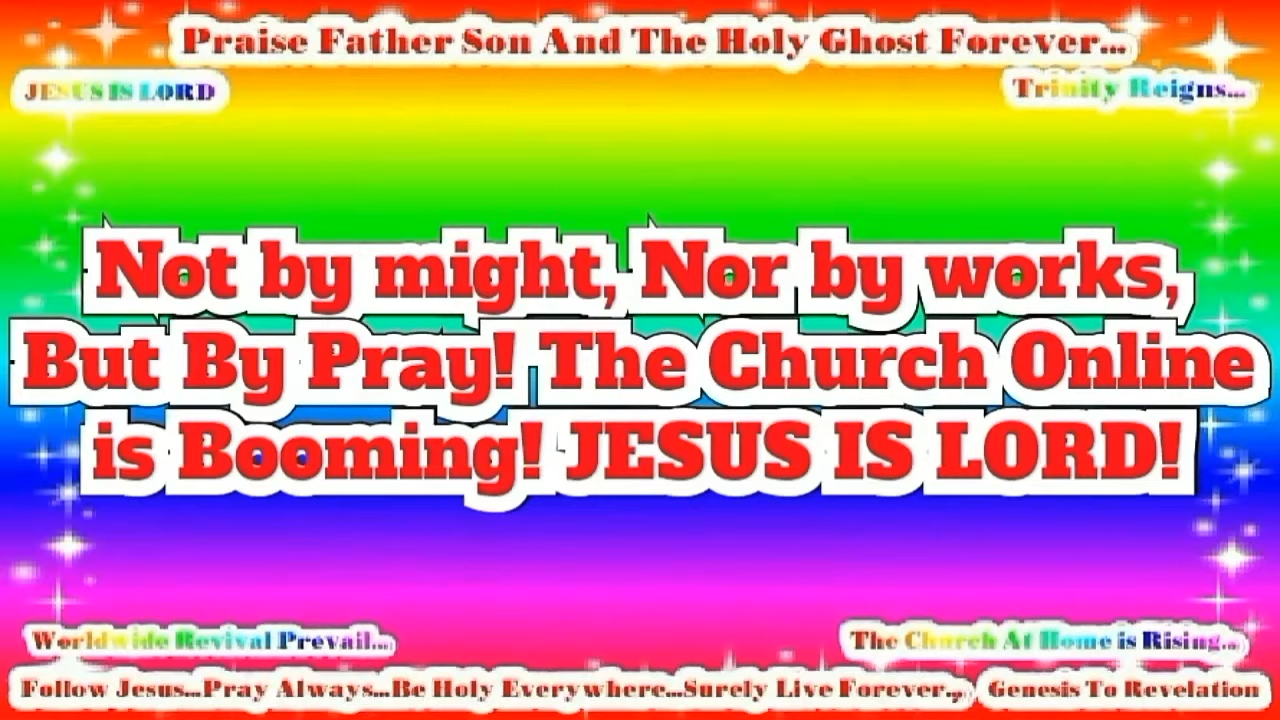 Praise Father Son And The Holy Ghost Forever...
JESUS IS LORD
Trinity Reigns...
Not by might, Nor by works,
But By Pray! The Church Online
is Booming! JESUS IS LORD!
Worldwide Revival Prevail...
The Church At Home is Rising...
Follow Jesus...Pray Always...Be Holy Everywhere...Surely Live Forever.., Genesis To Revelation